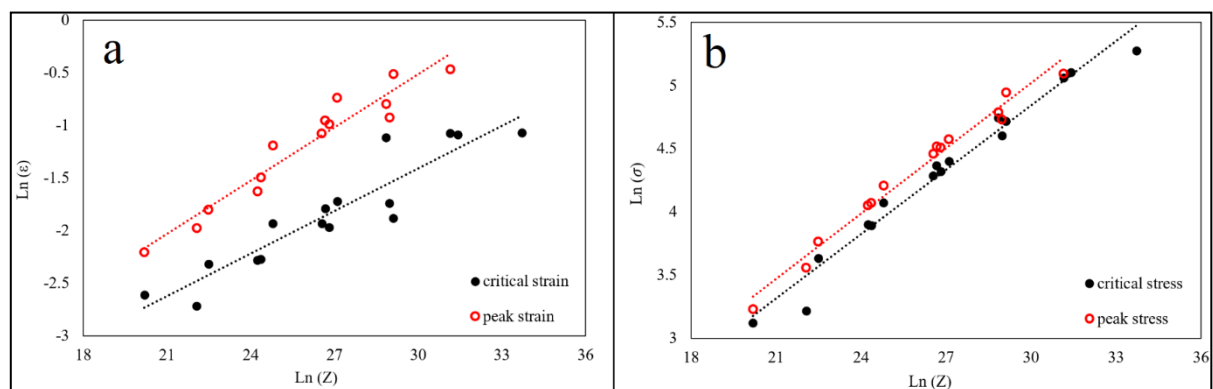 a
Ln (ε)
0
-0.5
-1
-1.5
-2
-2.5
-3
critical strain
peak strain
18 21 24 27 30 33 36
Ln (Z)
b
Ln (σ)
5.5
5
4.5
4
3.5
3
critical stress
peak stress
18 21 24 27 30 33 36
Ln (Z)